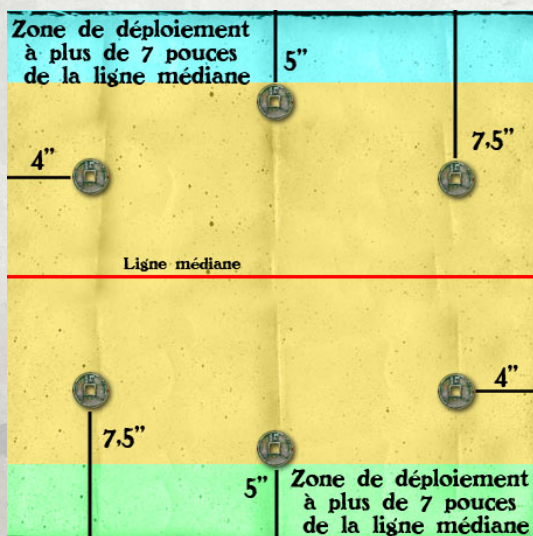 Zone de déploiement
à plus de 7 pouces
de la ligne médiane
5”
7,5”
4”
Ligne médiane
4”
7,5”
5”
Zone de déploiement
à plus de 7 pouces
de la ligne médiane